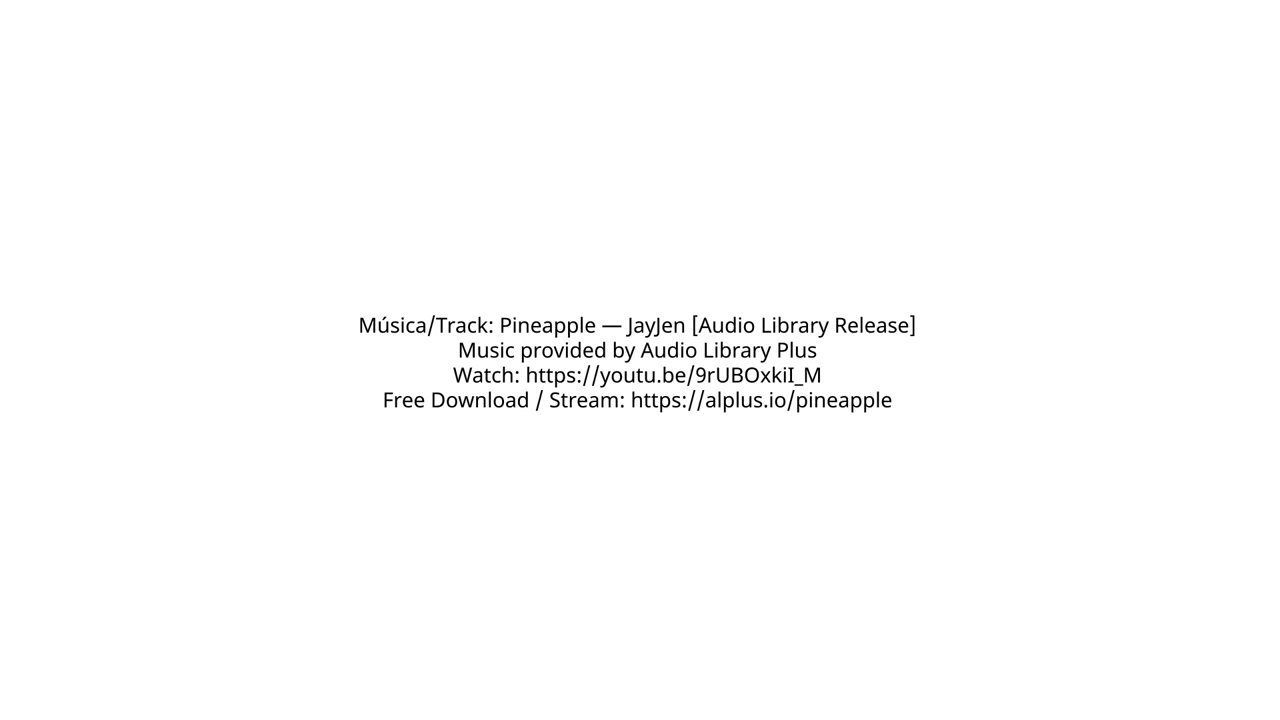 Música/Track: Pineapple — JayJen [Audio Library Release]
Music provided by Audio Library Plus
Watch: https://youtu.be/9rUBOxkiI_M
Free Download / Stream: https://alplus.io/pineapple